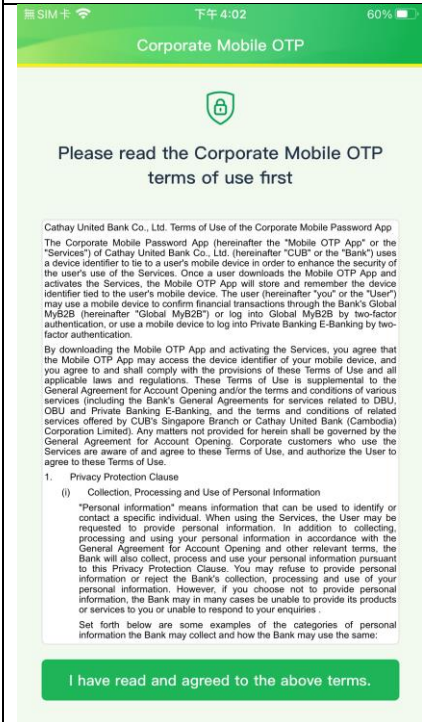 無SIM卡 下午4:02 60%
Corporate Mobile OTP
Please read the Corporate Mobile OTP
terms of use first
Cathay United Bank Co., Ltd. Terms of Use of the Corporate Mobile Password App
The Corporate Mobile Password App (hereinafter the "Mobile OTP App" or the
"Services") of Cathay United Bank Co., Ltd. (hereinafter "CUB" or the "Bank") uses
a device identifier to tie to a user's mobile device in order to enhance the security of
the user's use of the Services. Once a user downloads the Mobile OTP App and
activates the Services, the Mobile OTP App will store and remember the device
identifier tied to the user's mobile device. The user (hereinafter "you" or the "User")
may use a mobile device to confirm financial transactions through the Bank's Global
MyB2B (hereinafter "Global MyB2B") or log into Global MyB2B by two-factor
authentication, or use a mobile device to log into Private Banking E-Banking by two-
factor authentication.
By downloading the Mobile OTP App and activating the Services, you agree that
the Mobile OTP App may access the device identifier of your mobile device, and
you agree to and shall comply with the provisions of these Terms of Use and all
applicable laws and regulations. These Terms of Use is supplemental to the
General Agreement for Account Opening and/or the terms and conditions of various
services (including the Bank's General Agreements for services related to DBU,
OBU and Private Banking E-Banking, and the terms and conditions of related
services offered by CUB's Singapore Branch or Cathay United Bank (Cambodia)
Corporation Limited). Any matters not provided for herein shall be governed by the
General Agreement for Account Opening. Corporate customers who use the
Services are aware of and agree to these Terms of Use, and authorize the User to
agree to these Terms of Use.
1. Privacy Protection Clause
(i) Collection, Processing and Use of Personal Information
"Personal information" means information that can be used to identify or
contact a specific individual. When using the Services, the User may be
requested to provide personal information. In addition to collecting,
processing and using your personal information in accordance with the
General Agreement for Account Opening and other relevant terms, the
Bank will also collect, process and use your personal information pursuant
to this Privacy Protection Clause. You may refuse to provide personal
information or reject the Bank's collection, processing and use of your
personal information. However, if you choose not to provide personal
information, the Bank may in many cases be unable to provide its products
or services to you or unable to respond to your enquiries .
Set forth below are some examples of the categories of personal
information the Bank may collect and how the Bank may use the same:
I have read and agreed to the above terms.